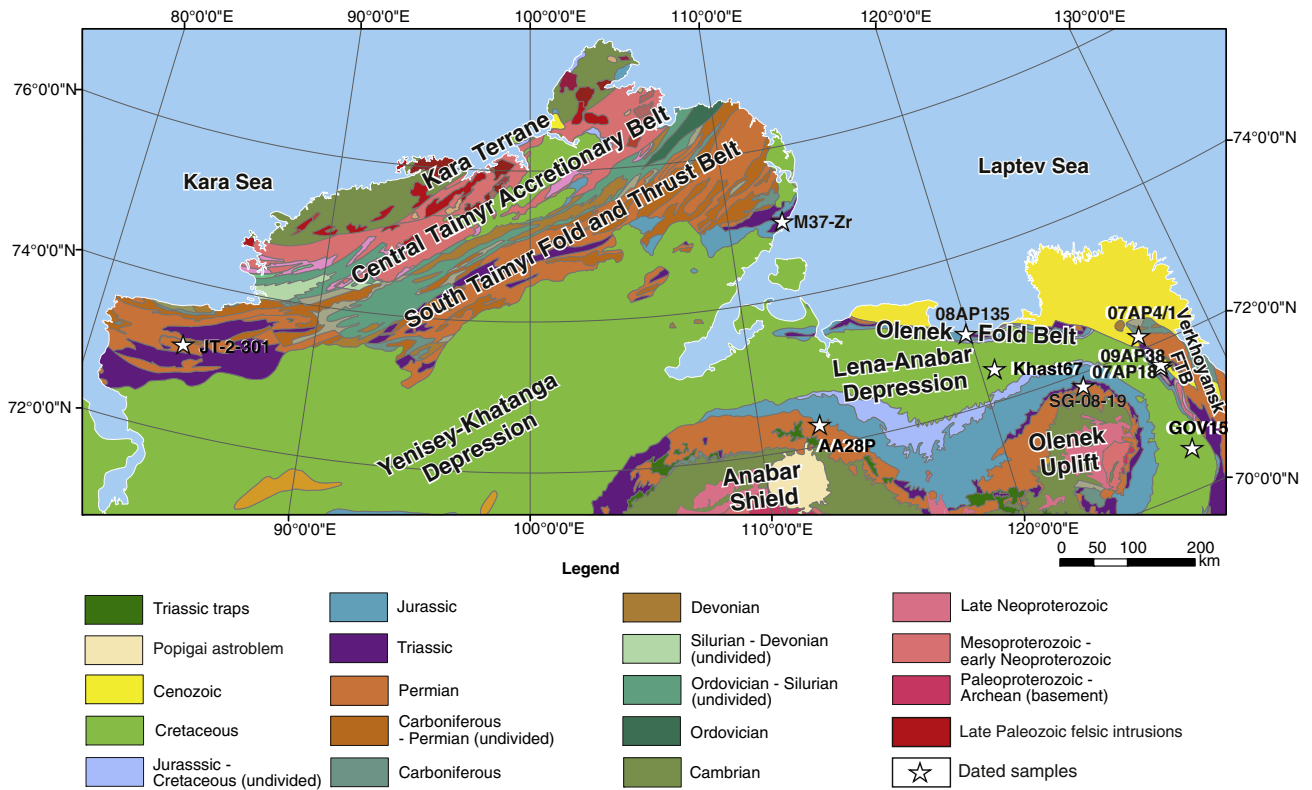 80°0'0"E
90°0'0"E
100°0'0"E
110°0'0"E
120°0'0"E
130°0'0"E
76°0'0"N
74°0'0"N
72°0'0"N
74°0'0"N
72°0'0"N
70°0'0"N
Kara Sea
Kara Terrane
Central Taimyr Accretionary Belt
South Taimyr Fold and Thrust Belt
Laptev Sea
M37-Zr
JT-2-301
08AP135
07AP4/1
Olenek Fold Belt
Verkhoyansk
FTB
Lena-Anabar
Depression
Khast67
09AP38
07AP18
SG-08-19
GOV15
Yenisey-Khatanga
Depression
AA28P
Olenek
Uplift
Anabar
Shield
90°0'0"E
100°0'0"E
110°0'0"E
120°0'0"E
0 50 100 200
km
Legend
Triassic traps
Popigai astroblem
Cenozoic
Cretaceous
Jurasssic -
Cretaceous (undivided)
Jurassic
Triassic
Permian
Carboniferous
- Permian (undivided)
Carboniferous
Devonian
Silurian - Devonian
(undivided)
Ordovician - Silurian
(undivided)
Ordovician
Cambrian
Late Neoproterozoic
Mesoproterozoic -
early Neoproterozoic
Paleoproterozoic -
Archean (basement)
Late Paleozoic felsic intrusions
Dated samples